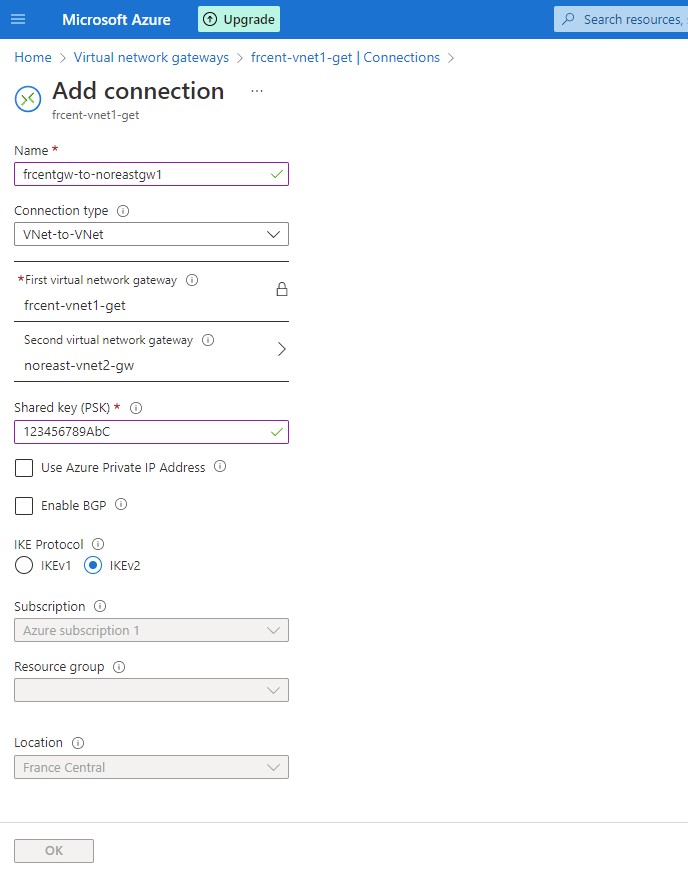 Microsoft Azure
Upgrade
Search resources,
Home > Virtual network gateways > frcent-vnet1-get | Connections >
Add connection ...
frcent-vnet1-get
Name *
frcentgw-to-noreastgw1
Connection type
VNet-to-VNet
*First virtual network gateway
frcent-vnet1-get
Second virtual network gateway
noreast-vnet2-gw
Shared key (PSK) *
123456789AbC
Use Azure Private IP Address
Enable BGP
IKE Protocol
IKEv1 IKEv2
Subscription
Azure subscription 1
Resource group
Location
France Central
OK